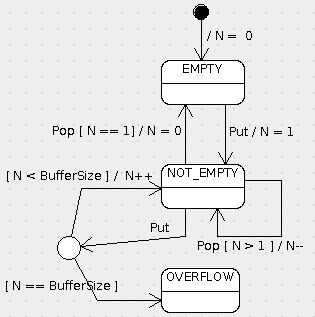 / N = 0
EMPTY
Pop [ N == 1] / N = 0
Put / N = 1
NOT_EMPTY
[ N < BufferSize ] / N++
Put
Pop [ N > 1 ] / N--
OVERFLOW
[ N == BufferSize ]